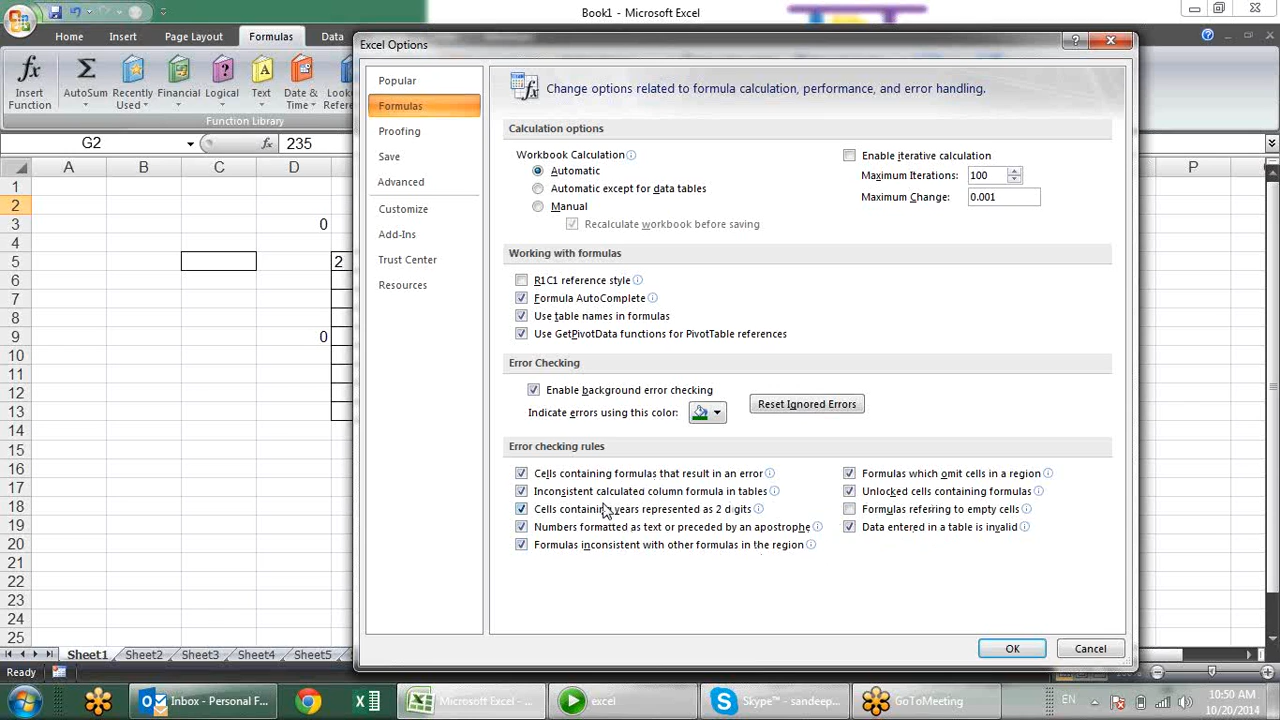 Book1 - Microsoft Excel
Home Insert Page Layout Formulas Data
Excel Options
Insert Function
AutoSum
Recently Used
Financial
Logical
Text
Date & Time
Function Library
G2 fx 235
A B C D P
1
2
3 0
4
5 2
6
7
8
9 0
10
11
12
13
14
15
16
17
18
19
20
21
22
23
24
25
Popular
Formulas
Proofing
Save
Advanced
Customize
Add-Ins
Trust Center
Resources
Change options related to formula calculation, performance, and error handling.
Calculation options
Workbook Calculation
Automatic
Automatic except for data tables
Manual
Recalculate workbook before saving
Enable iterative calculation
Maximum Iterations: 100
Maximum Change: 0.001
Working with formulas
R1C1 reference style
Formula AutoComplete
Use table names in formulas
Use GetPivotData functions for PivotTable references
Error Checking
Enable background error checking
Indicate errors using this color:
Reset Ignored Errors
Error checking rules
Cells containing formulas that result in an error
Inconsistent calculated column formula in tables
Cells containing years represented as 2 digits
Numbers formatted as text or preceded by an apostrophe
Formulas inconsistent with other formulas in the region
Formulas which omit cells in a region
Unlocked cells containing formulas
Formulas referring to empty cells
Data entered in a table is invalid
OK Cancel
Sheet1 Sheet2 Sheet3 Sheet4 Sheet5
Ready
Inbox - Personal F...
Microsoft Excel - ...
excel
Skype™ - sandeep...
GoToMeeting
EN
10:50 AM
10/20/2014